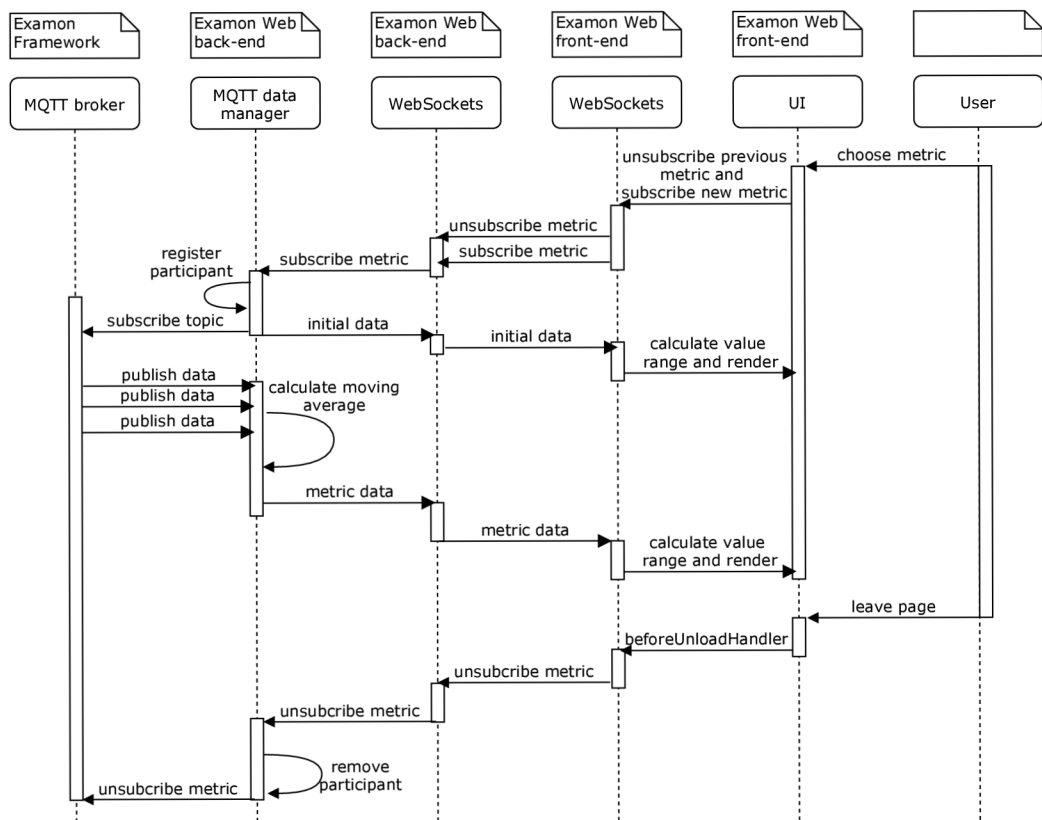 Examon
Framework
Examon Web
back-end
Examon Web
back-end
Examon Web
front-end
Examon Web
front-end
MQTT broker
MQTT data
manager
WebSockets
WebSockets
UI
User
choose metric
unsubscribe previous
metric and
subscribe new metric
unsubscribe metric
subscribe metric
subscribe metric
register
participant
subscribe topic
initial data
initial data
calculate value
range and render
publish data
publish data
publish data
calculate moving
average
metric data
metric data
calculate value
range and render
leave page
beforeUnloadHandler
unsubcribe metric
unsubcribe metric
remove
participant
unsubcribe metric